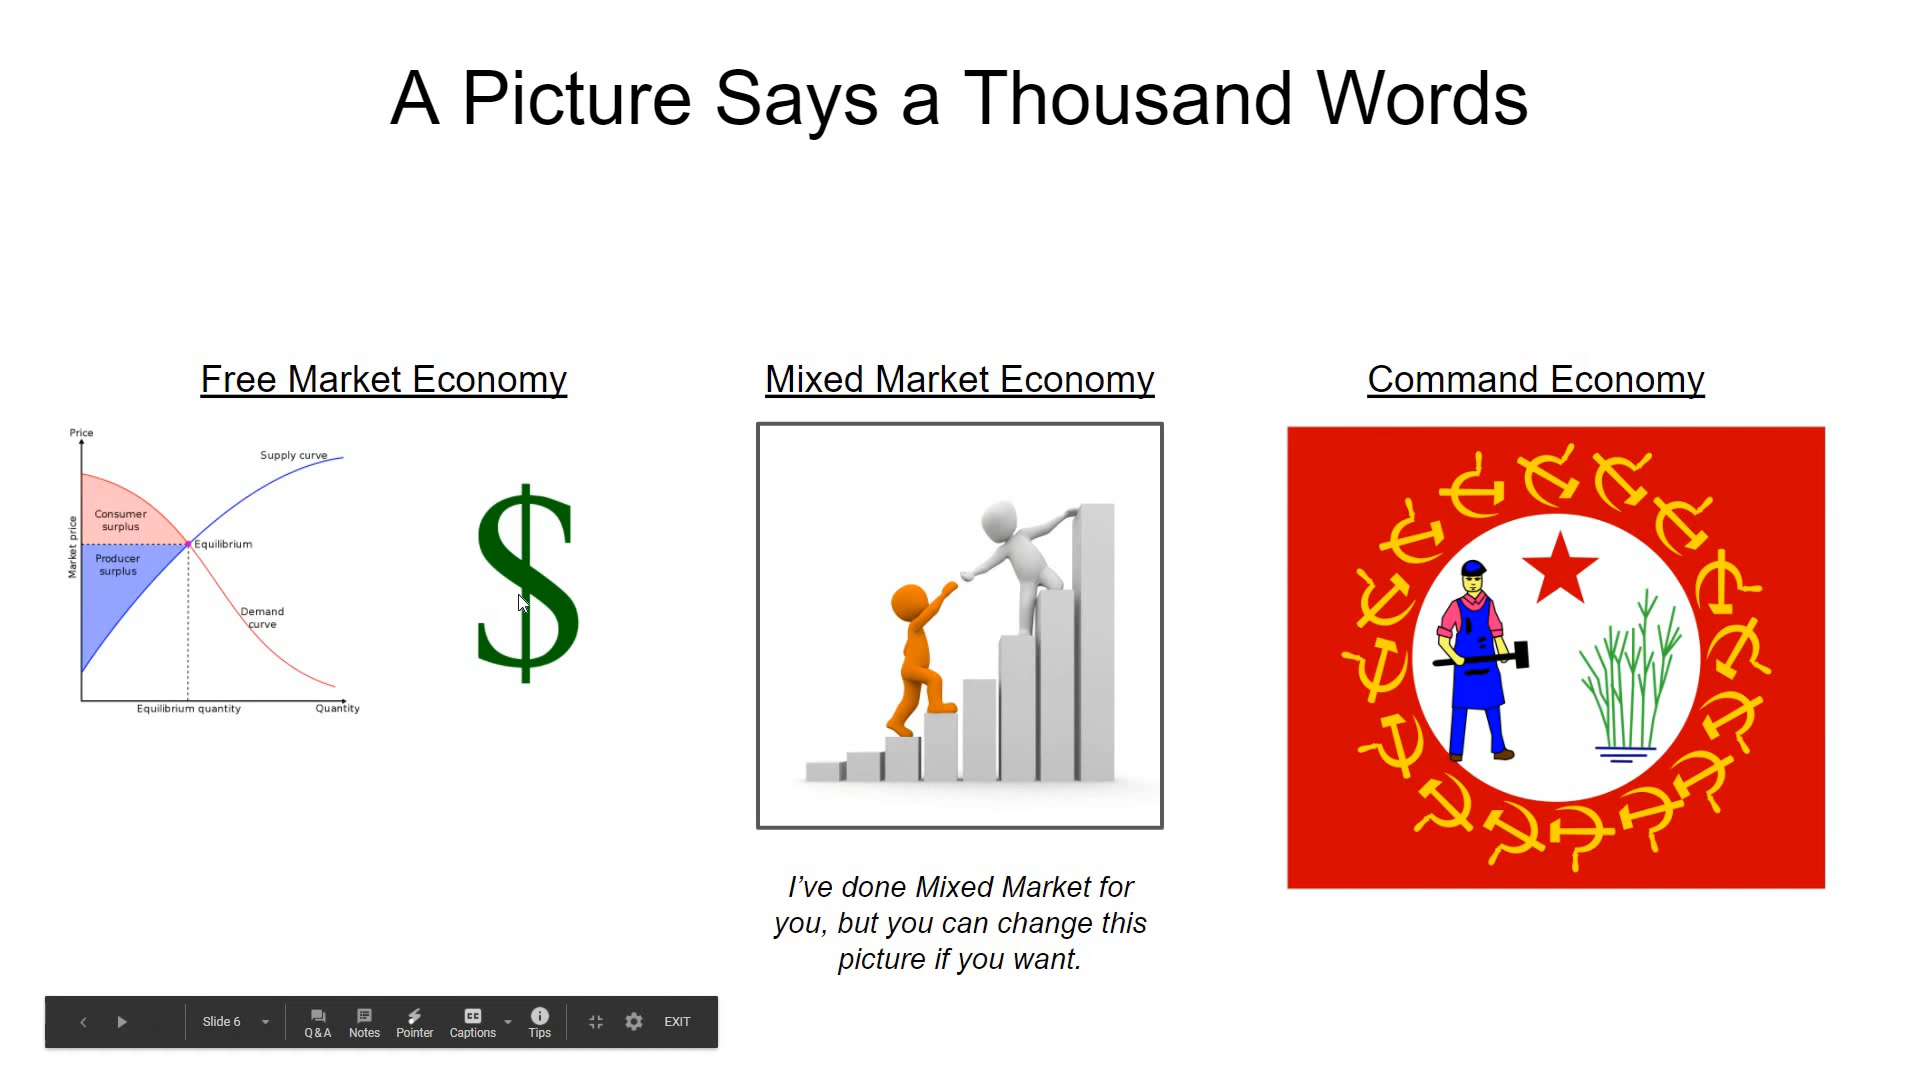 A Picture Says a Thousand Words
Free Market Economy
Price
Supply curve
Consumer
surplus
Market price
Equilibrium
Producer
surplus
Demand
curve
Equilibrium quantity
Quantity
$
Mixed Market Economy
I've done Mixed Market for
you, but you can change this
picture if you want.
Command Economy
Slide 6
Q & A
Notes
Pointer
CC
Captions
Tips
EXIT